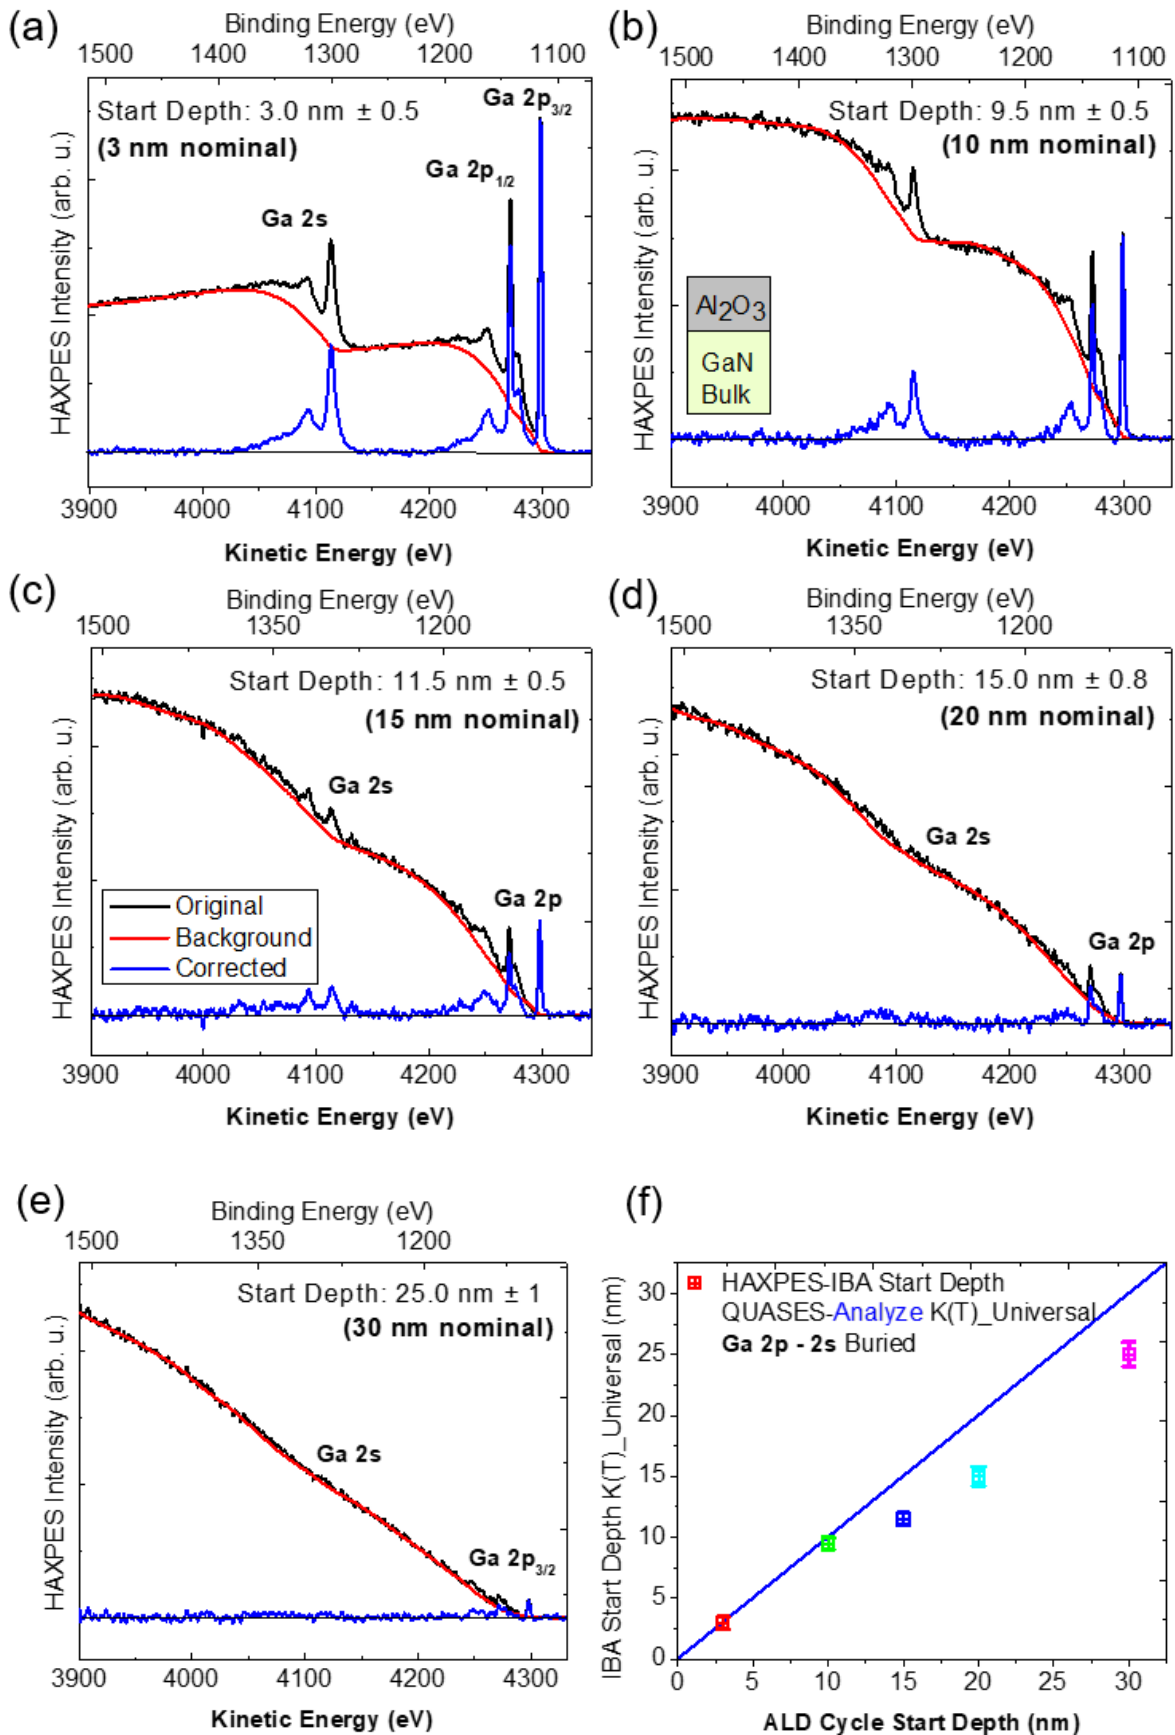 (a)
Binding Energy (eV)
1500 1400 1300 1200 1100
Start Depth: 3.0 nm ± 0.5
(3 nm nominal)
Ga 2p3/2
Ga 2p1/2
Ga 2s
HAXPES Intensity (arb. u.)
3900 4000 4100 4200 4300
Kinetic Energy (eV)
(b)
Binding Energy (eV)
1500 1400 1300 1200 1100
Start Depth: 9.5 nm ± 0.5
(10 nm nominal)
Al2O3
GaN
Bulk
HAXPES Intensity (arb. u.)
3900 4000 4100 4200 4300
Kinetic Energy (eV)
(c)
Binding Energy (eV)
1500 1350 1200
Start Depth: 11.5 nm ± 0.5
(15 nm nominal)
Ga 2s
Ga 2p
Original
Background
Corrected
HAXPES Intensity (arb. u.)
3900 4000 4100 4200 4300
Kinetic Energy (eV)
(d)
Binding Energy (eV)
1500 1350 1200
Start Depth: 15.0 nm ± 0.8
(20 nm nominal)
Ga 2s
Ga 2p
HAXPES Intensity (arb. u.)
3900 4000 4100 4200 4300
Kinetic Energy (eV)
(e)
Binding Energy (eV)
1500 1350 1200
Start Depth: 25.0 nm ± 1
(30 nm nominal)
Ga 2s
Ga 2p3/2
HAXPES Intensity (arb. u.)
3900 4000 4100 4200 4300
Kinetic Energy (eV)
(f)
HAXPES-IBA Start Depth
QUASES-Analyze K(T)_Universal
Ga 2p - 2s Buried
IBA Start Depth K(T)_Universal (nm)
30
25
20
15
10
5
0
0 5 10 15 20 25 30
ALD Cycle Start Depth (nm)